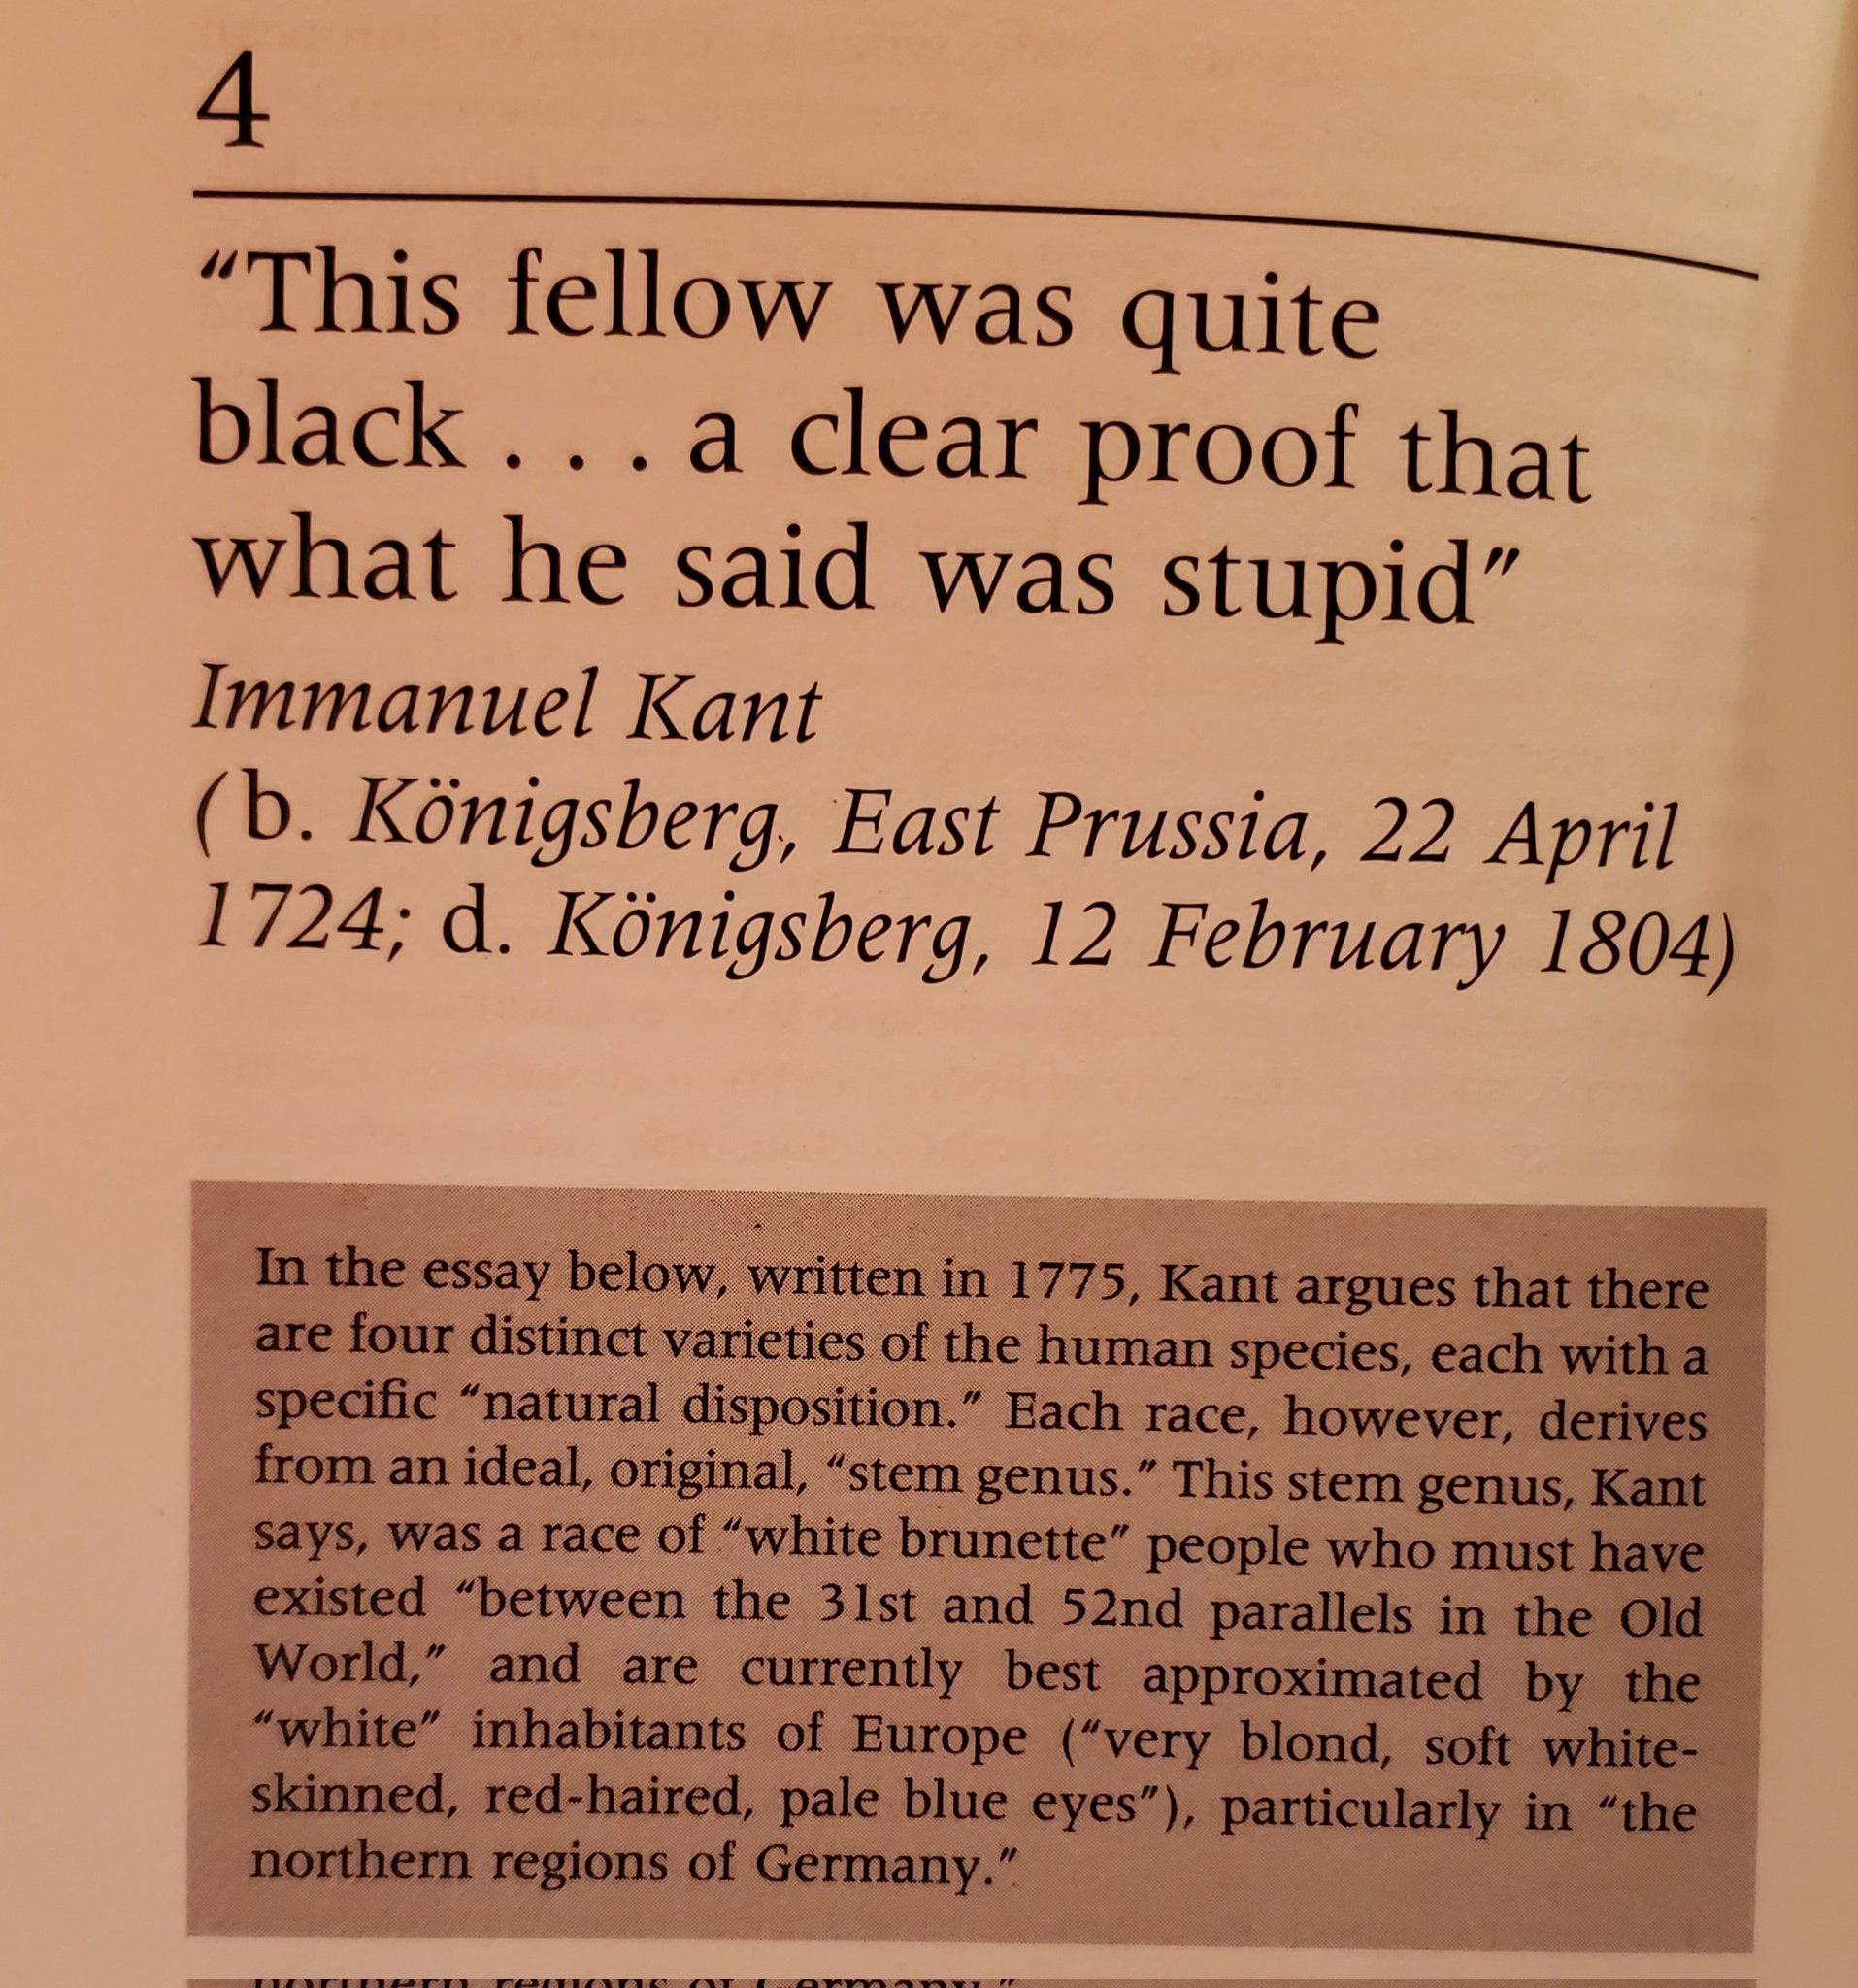 4
“This fellow was quite
black . . . a clear proof that
what he said was stupid”
Immanuel Kant
(b. Königsberg, East Prussia, 22 April
1724; d. Königsberg, 12 February 1804)
In the essay below, written in 1775, Kant argues that there
are four distinct varieties of the human species, each with a
specific “natural disposition.” Each race, however, derives
from an ideal, original, “stem genus.” This stem genus, Kant
says, was a race of “white brunette” people who must have
existed “between the 31st and 52nd parallels in the Old
World,” and are currently best approximated by the
“white” inhabitants of Europe (“very blond, soft white-
skinned, red-haired, pale blue eyes”), particularly in “the
northern regions of Germany.”
northern regions of Germany.”